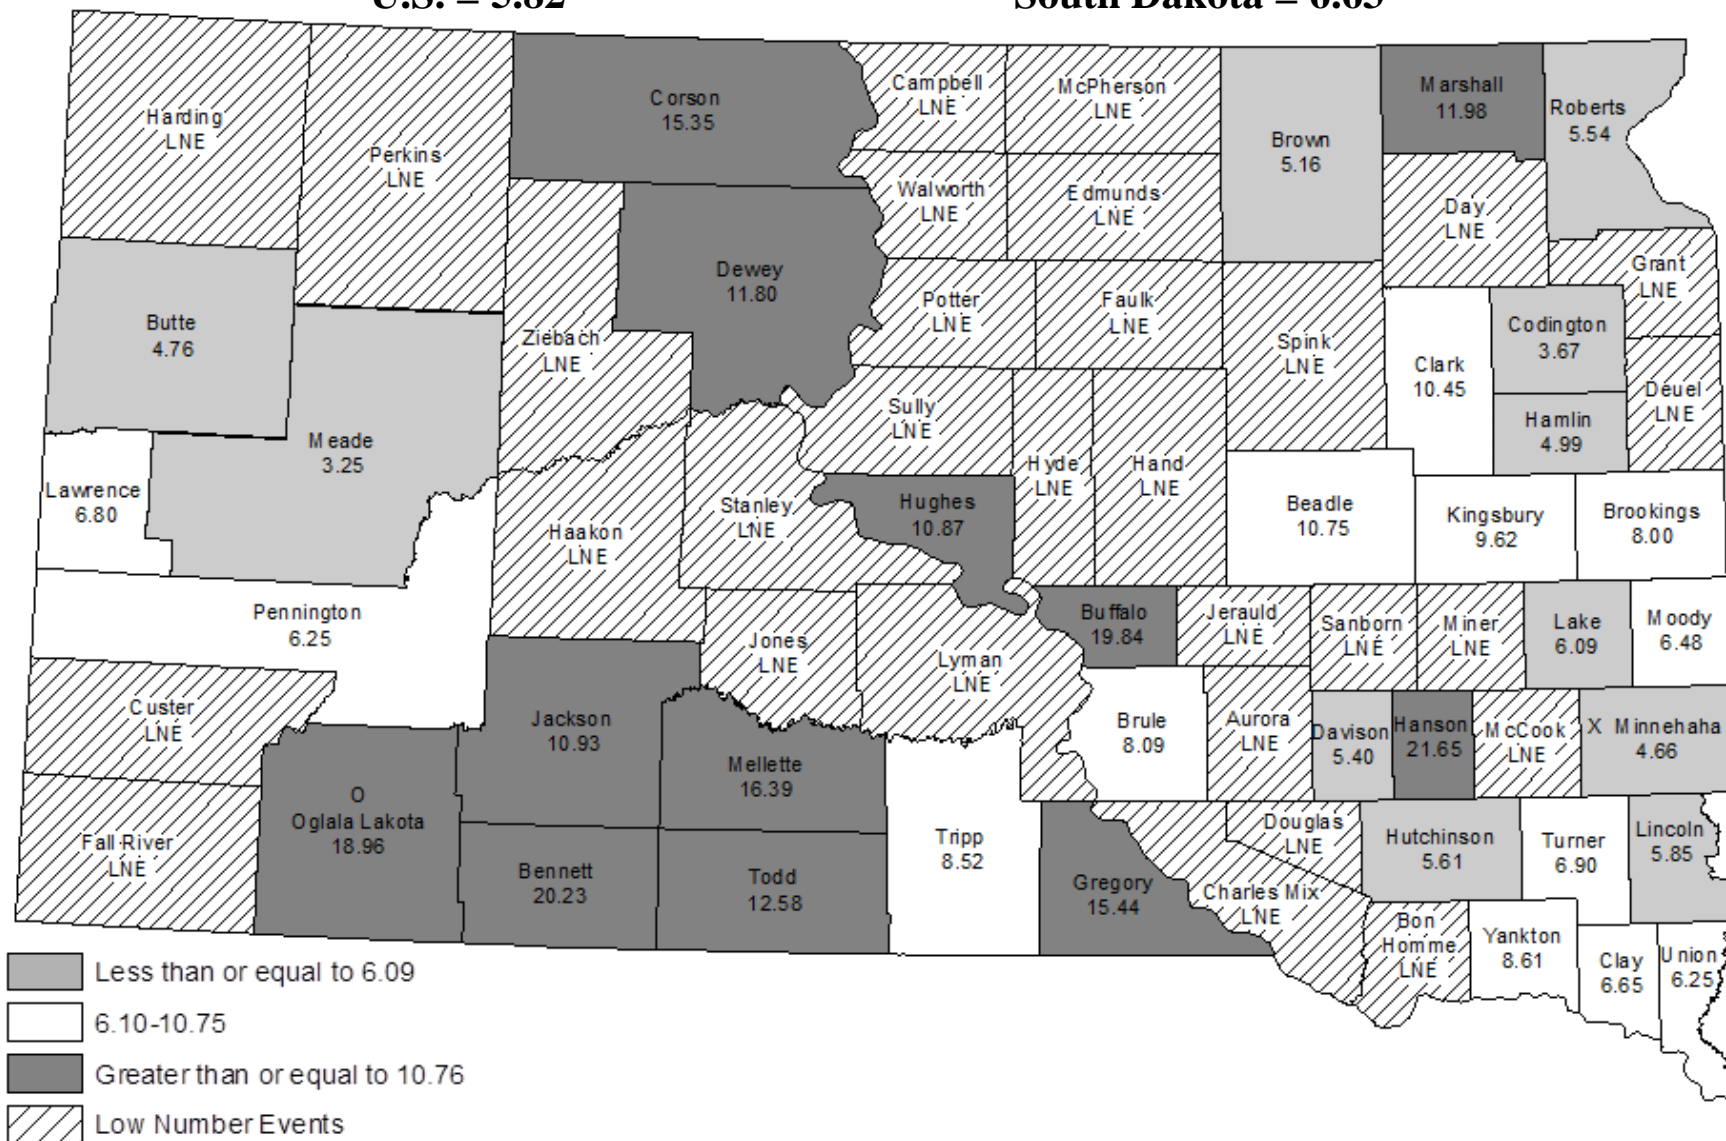 U.S. = 5.82
South Dakota = 6.65
Harding
LNE
Perkins
LNE
Corson
15.35
Campbell
LNE
McPherson
LNE
Brown
5.16
Marshall
11.98
Roberts
5.54
Walworth
LNE
Edmunds
LNE
Day
LNE
Grant
LNE
Butte
4.76
Dewey
11.80
Ziebach
LNE
Potter
LNE
Faulk
LNE
Spink
LNE
Clark
10.45
Codington
3.67
Deuel
LNE
Hamlin
4.99
Meade
3.25
Sully
LNE
Hyde
LNE
Hand
LNE
Lawrence
6.80
Haakon
LNE
Stanley
LNE
Hughes
10.87
Beadle
10.75
Kingsbury
9.62
Brookings
8.00
Pennington
6.25
Jones
LNE
Lyman
LNE
Buffalo
19.84
Jerauld
LNE
Sanborn
LNE
Miner
LNE
Lake
6.09
Moody
6.48
Custer
LNE
Jackson
10.93
Mellette
16.39
Brule
8.09
Aurora
LNE
Davison
5.40
Hanson
21.65
McCook
LNE
X Minnehaha
4.66
Fall River
LNE
O
Oglala Lakota
18.96
Bennett
20.23
Todd
12.58
Tripp
8.52
Gregory
15.44
Charles Mix
LNE
Douglas
LNE
Hutchinson
5.61
Turner
6.90
Lincoln
5.85
Bon
Homme
LNE
Yankton
8.61
Clay
6.65
Union
6.25
Less than or equal to 6.09
6.10-10.75
Greater than or equal to 10.76
Low Number Events